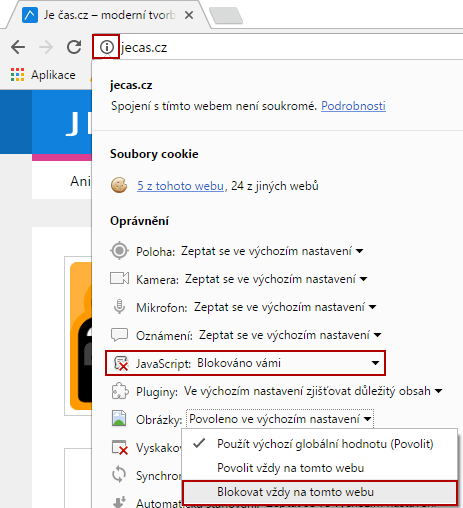 Je čas.cz – moderní tvorb
jecas.cz
Aplikace
jecas.cz
Spojení s tímto webem není soukromé. Podrobnosti
J
Soubory cookie
5 z tohoto webu, 24 z jiných webů
Ani
Oprávnění
Poloha: Zeptat se ve výchozím nastavení
Kamera: Zeptat se ve výchozím nastavení
Mikrofon: Zeptat se ve výchozím nastavení
Oznámení: Zeptat se ve výchozím nastavení
JavaScript: Blokováno vámi
Pluginy: Ve výchozím nastavení zjišťovat důležitý obsah
Obrázky: Povoleno ve výchozím nastavení
Vyskako
Použít výchozí globální hodnotu (Povolit)
Povolit vždy na tomto webu
Synchror
Blokovat vždy na tomto webu